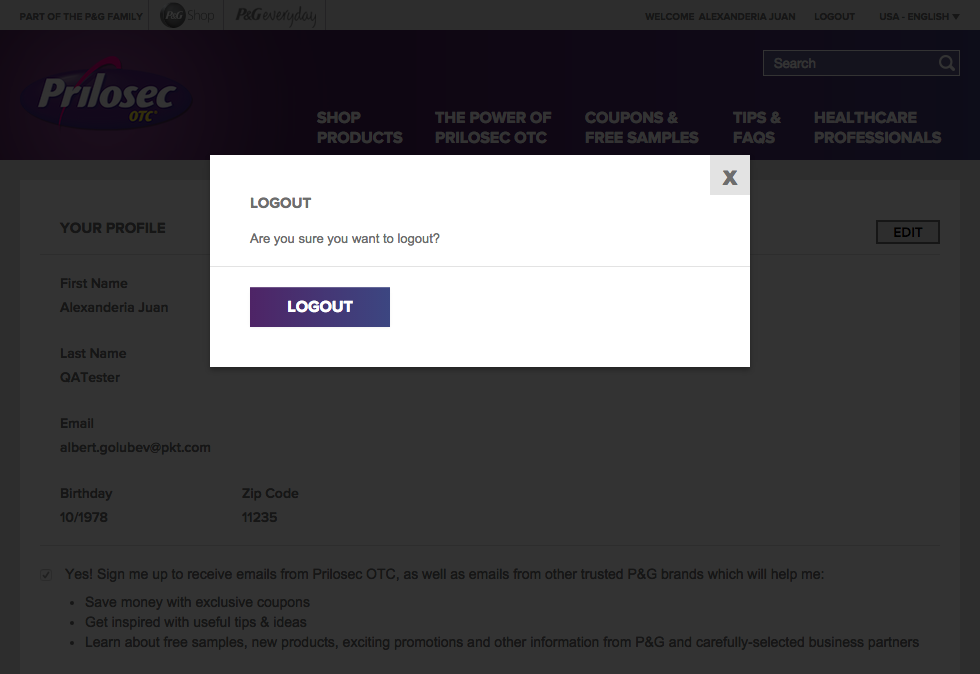 PART OF THE P&G FAMILY
P&G Shop
P&G everyday
WELCOME ALEXANDERIA JUAN
LOGOUT
USA - ENGLISH
Prilosec
OTC
Search
SHOP
PRODUCTS
THE POWER OF
PRILOSEC OTC
COUPONS &
FREE SAMPLES
TIPS &
FAQS
HEALTHCARE
PROFESSIONALS
X
LOGOUT
Are you sure you want to logout?
LOGOUT
YOUR PROFILE
EDIT
First Name
Alexanderia Juan
Last Name
QATester
Email
albert.golubev@pkt.com
Birthday
Zip Code
10/1978
11235
Yes! Sign me up to receive emails from Prilosec OTC, as well as emails from other trusted P&G brands which will help me:
• Save money with exclusive coupons
• Get inspired with useful tips & ideas
• Learn about free samples, new products, exciting promotions and other information from P&G and carefully-selected business partners